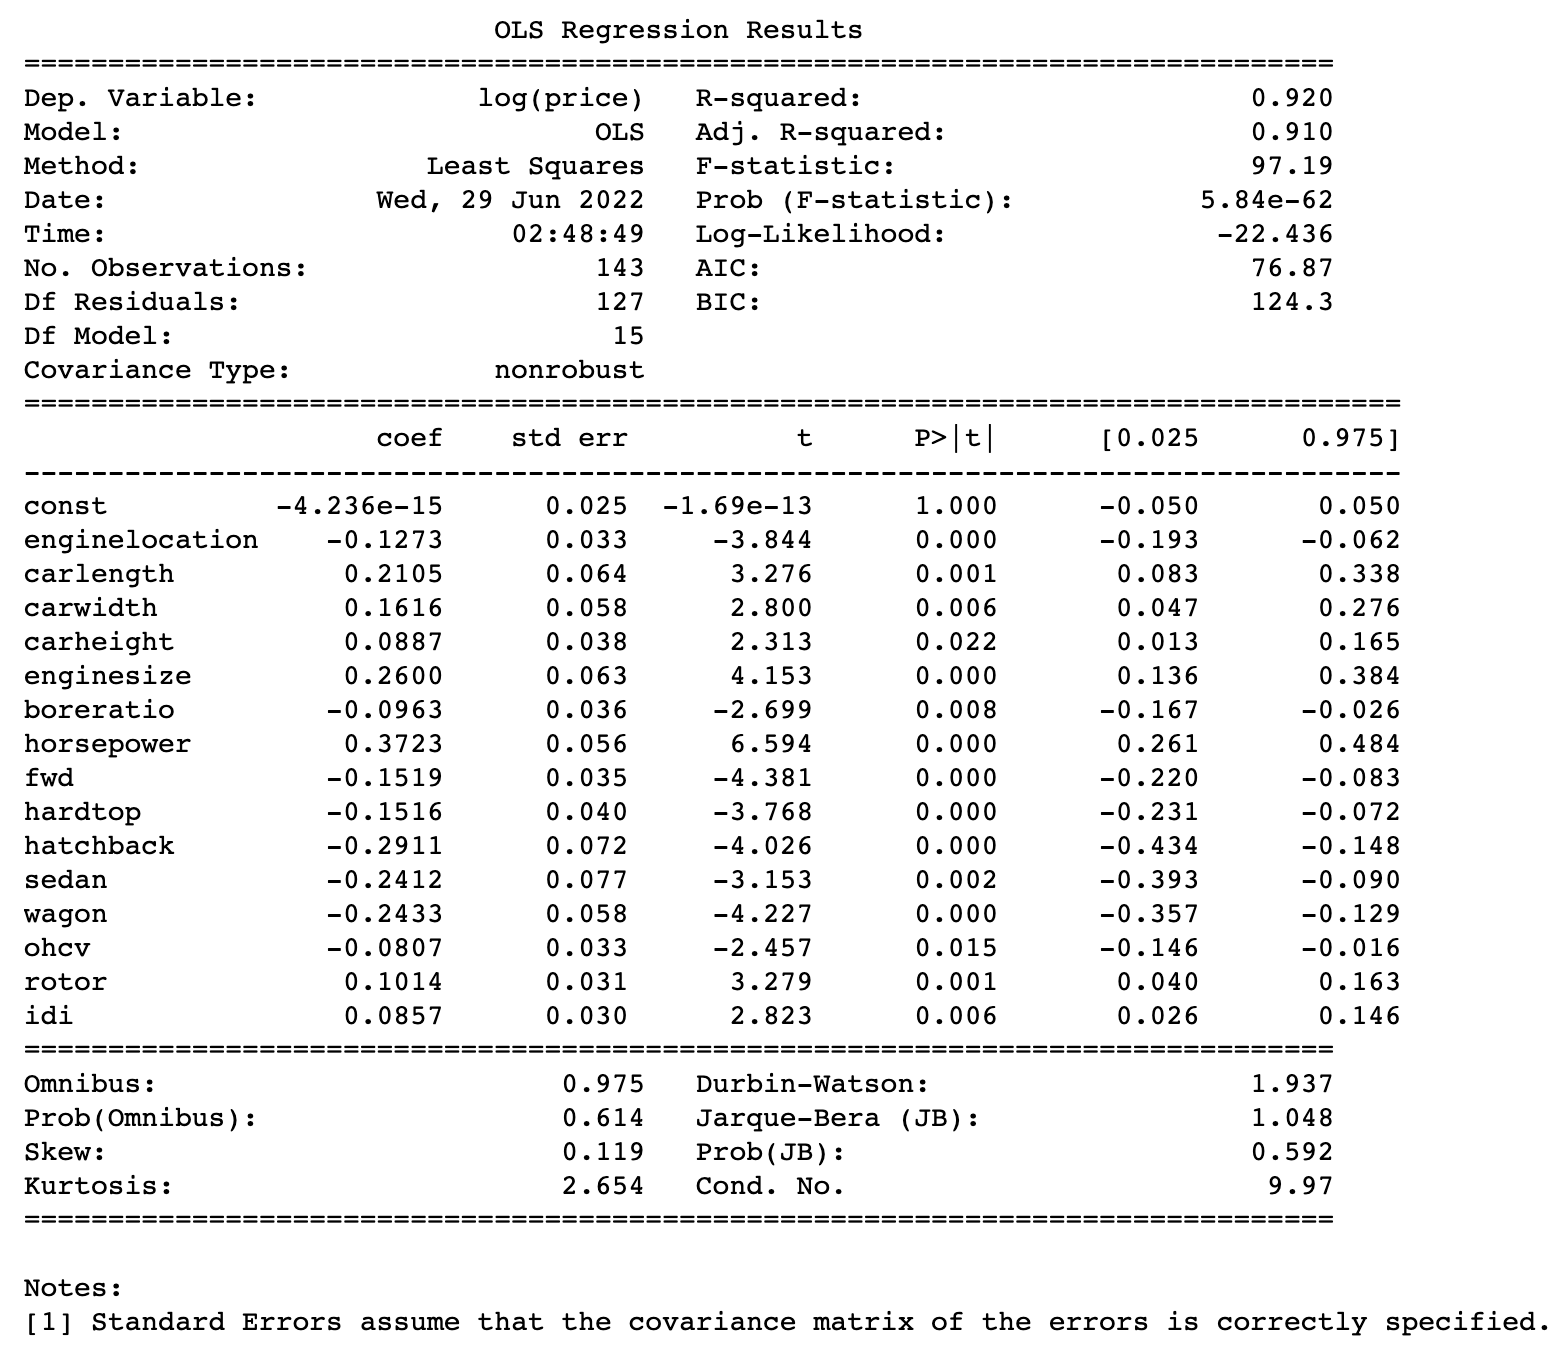 OLS Regression Results
==============================================================================
Dep. Variable: log(price) R-squared: 0.920
Model: OLS Adj. R-squared: 0.910
Method: Least Squares F-statistic: 97.19
Date: Wed, 29 Jun 2022 Prob (F-statistic): 5.84e-62
Time: 02:48:49 Log-Likelihood: -22.436
No. Observations: 143 AIC: 76.87
Df Residuals: 127 BIC: 124.3
Df Model: 15
Covariance Type: nonrobust
==================================================================================
coef std err t P>|t| [0.025 0.975]
----------------------------------------------------------------------------------
const -4.236e-15 0.025 -1.69e-13 1.000 -0.050 0.050
enginelocation -0.1273 0.033 -3.844 0.000 -0.193 -0.062
carlength 0.2105 0.064 3.276 0.001 0.083 0.338
carwidth 0.1616 0.058 2.800 0.006 0.047 0.276
carheight 0.0887 0.038 2.313 0.022 0.013 0.165
enginesize 0.2600 0.063 4.153 0.000 0.136 0.384
boreratio -0.0963 0.036 -2.699 0.008 -0.167 -0.026
horsepower 0.3723 0.056 6.594 0.000 0.261 0.484
fwd -0.1519 0.035 -4.381 0.000 -0.220 -0.083
hardtop -0.1516 0.040 -3.768 0.000 -0.231 -0.072
hatchback -0.2911 0.072 -4.026 0.000 -0.434 -0.148
sedan -0.2412 0.077 -3.153 0.002 -0.393 -0.090
wagon -0.2433 0.058 -4.227 0.000 -0.357 -0.129
ohcv -0.0807 0.033 -2.457 0.015 -0.146 -0.016
rotor 0.1014 0.031 3.279 0.001 0.040 0.163
idi 0.0857 0.030 2.823 0.006 0.026 0.146
==============================================================================
Omnibus: 0.975 Durbin-Watson: 1.937
Prob(Omnibus): 0.614 Jarque-Bera (JB): 1.048
Skew: 0.119 Prob(JB): 0.592
Kurtosis: 2.654 Cond. No. 9.97
==============================================================================
Notes:
[1] Standard Errors assume that the covariance matrix of the errors is correctly specified.